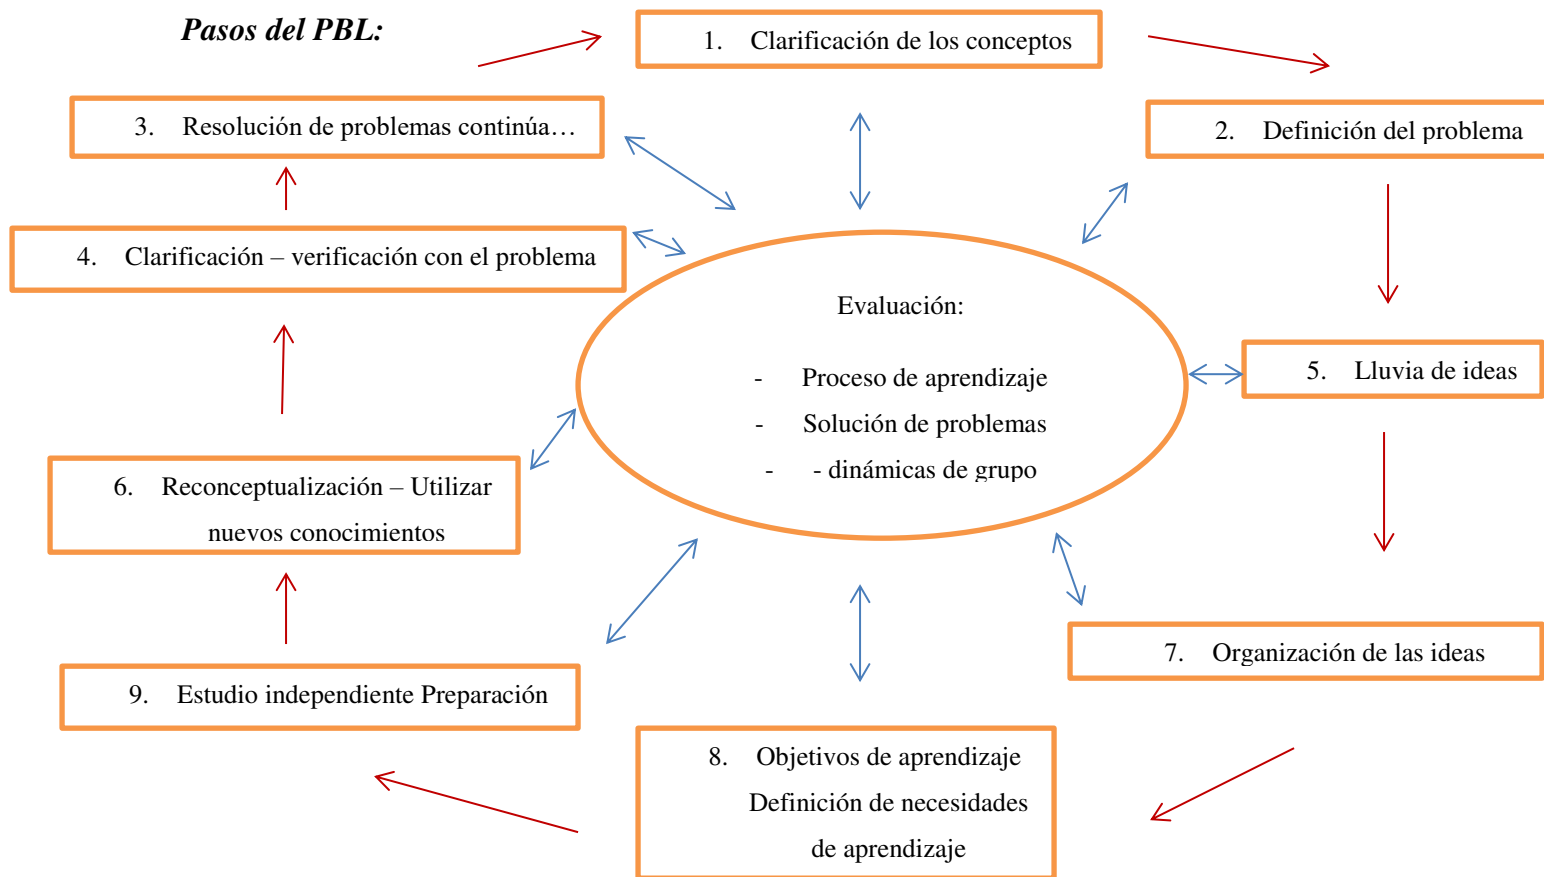 Pasos del PBL:
1. Clarificación de los conceptos
3. Resolución de problemas continúa…
2. Definición del problema
4. Clarificación – verificación con el problema
Evaluación:
- Proceso de aprendizaje
- Solución de problemas
- - dinámicas de grupo
5. Lluvia de ideas
6. Reconceptualización – Utilizar
nuevos conocimientos
7. Organización de las ideas
9. Estudio independiente Preparación
8. Objetivos de aprendizaje
Definición de necesidades
de aprendizaje